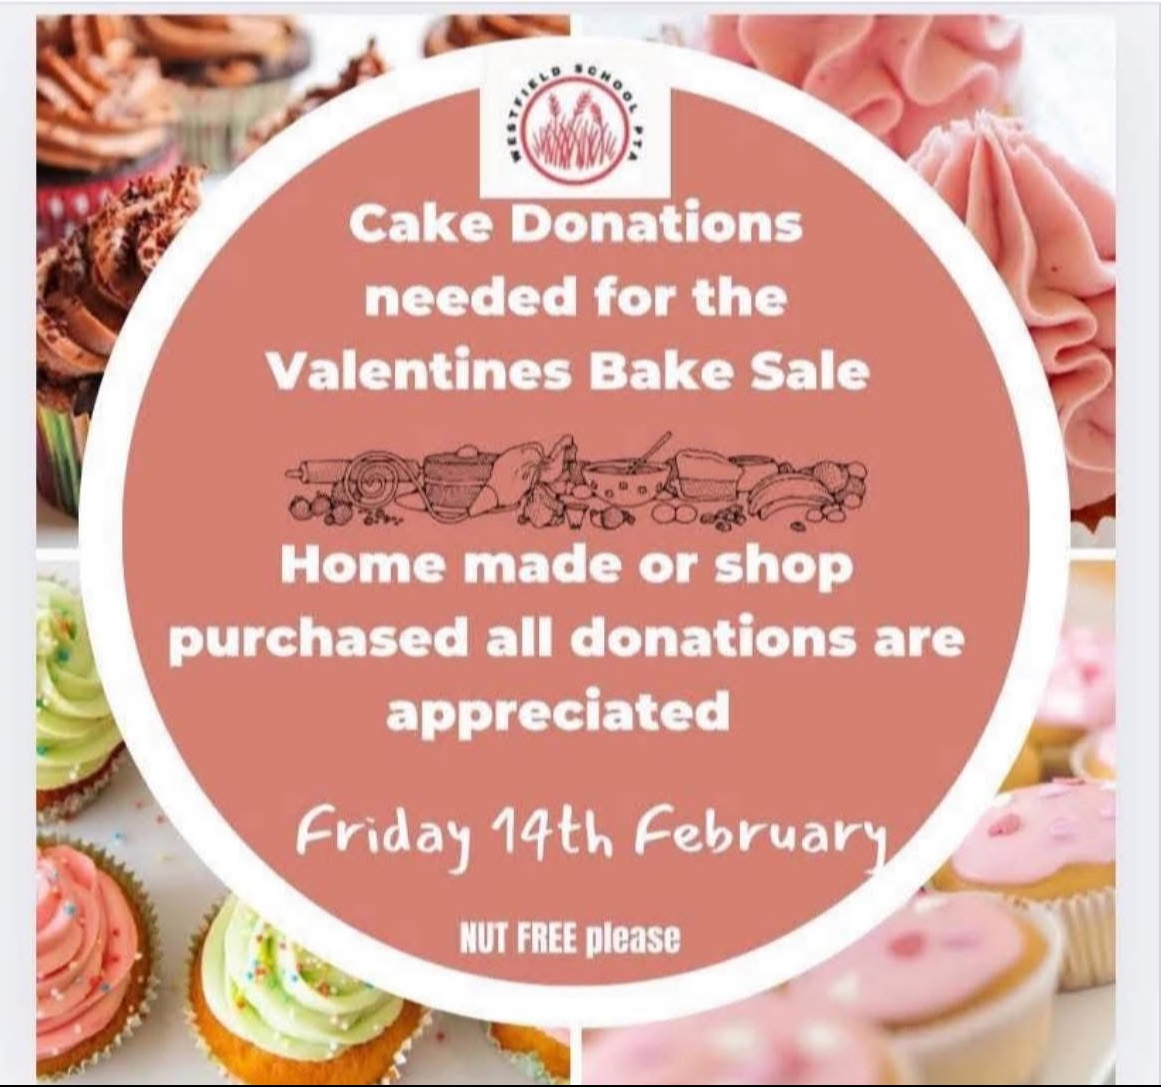 WESTFIELD SCHOOL PTA
Cake Donations
needed for the
Valentines Bake Sale
Home made or shop
purchased all donations are
appreciated
Friday 14th February
NUT FREE please